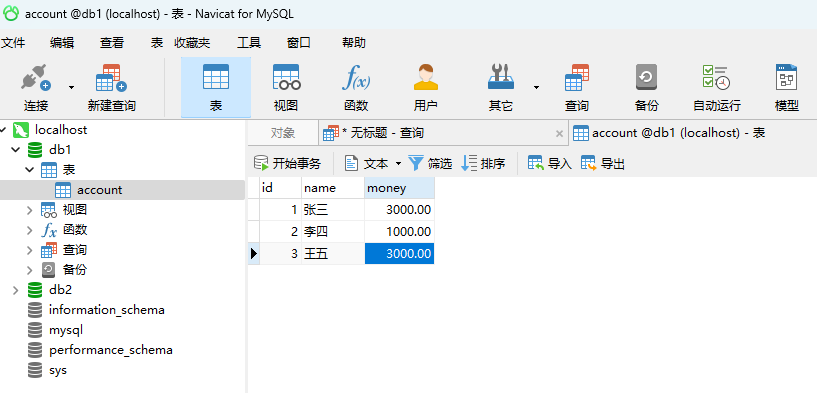 account @db1 (localhost) - 表 - Navicat for MySQL
文件 编辑 查看 表 收藏夹 工具 窗口 帮助
f(x)
连接 新建查询 表 视图 函数 用户 其它 查询 备份 自动运行 模型
localhost
db1
表
account
视图
fx 函数
查询
备份
db2
information_schema
mysql
performance_schema
sys
对象 * 无标题 - 查询 × account @db1 (localhost) - 表
开始事务 文本 筛选 排序 导入 导出
id name money
1 张三 3000.00
2 李四 1000.00
3 王五 3000.00